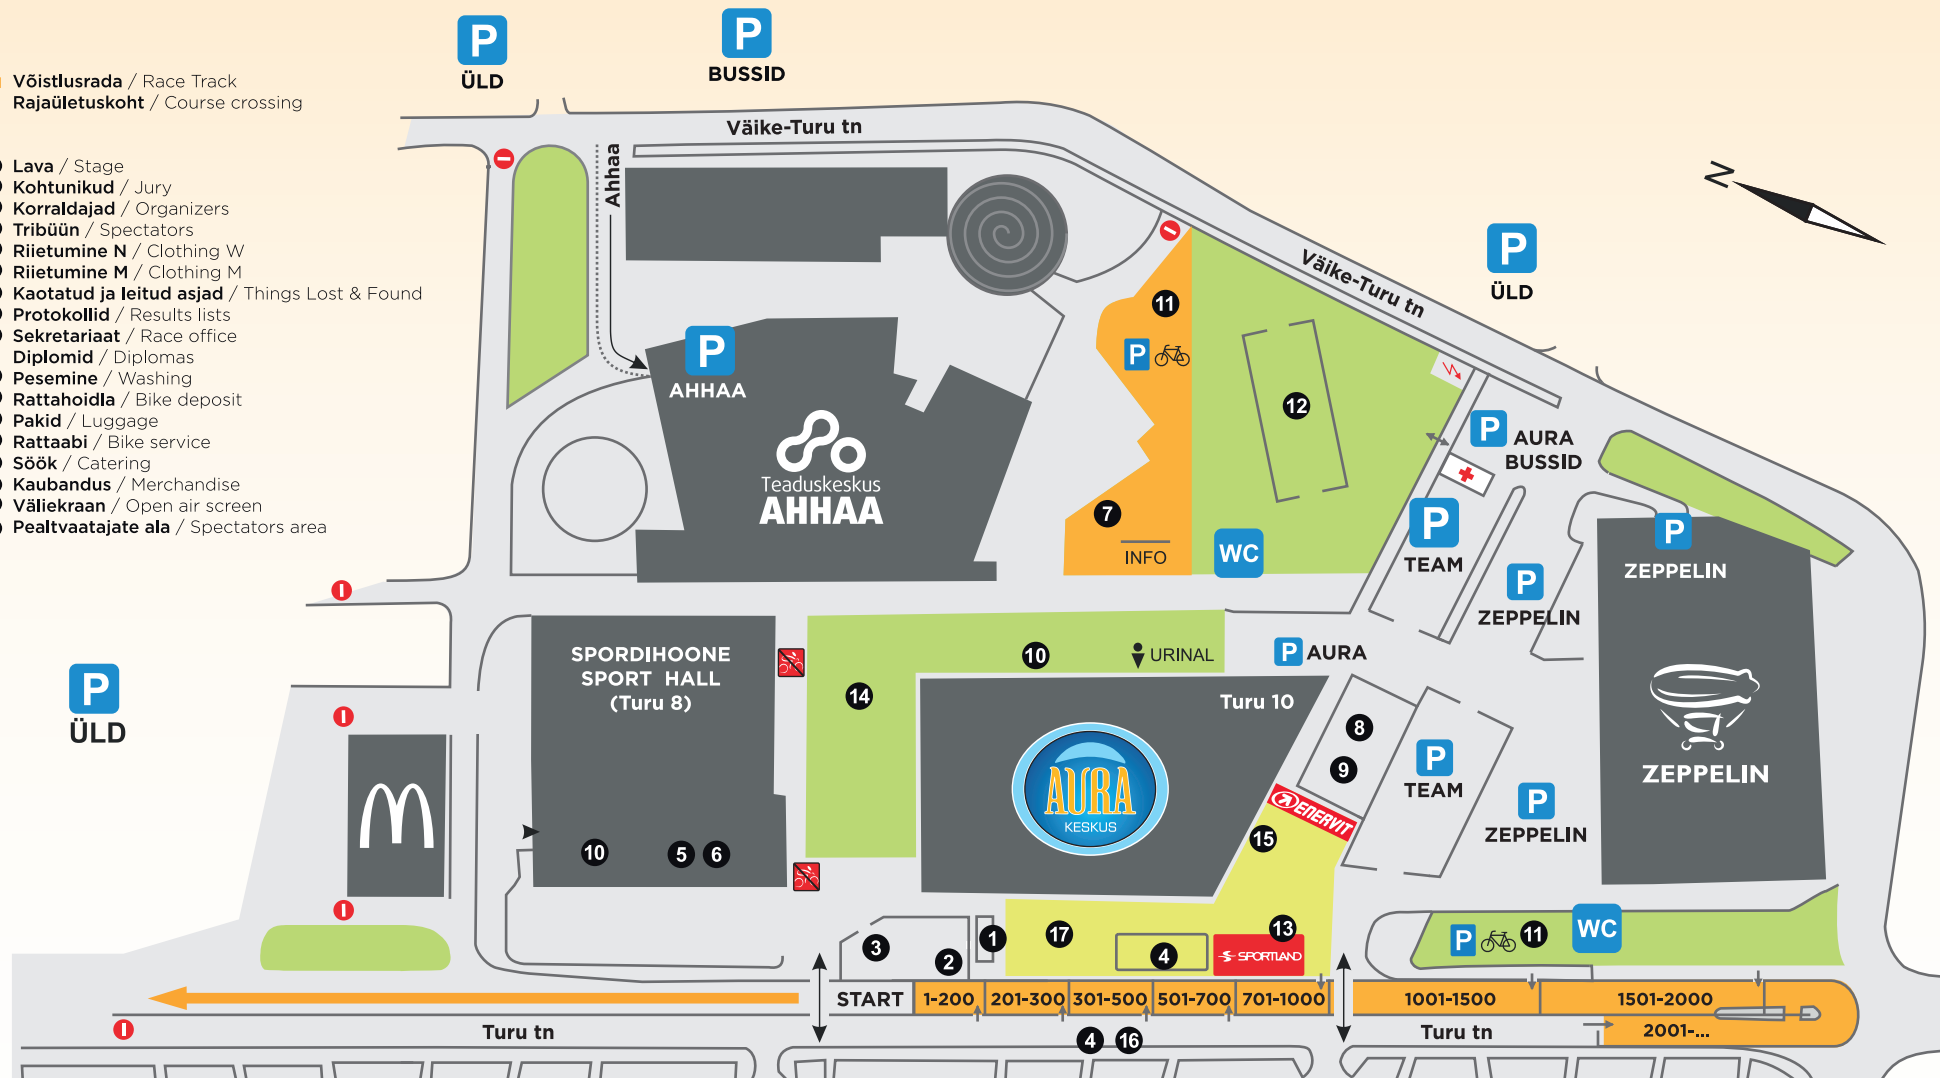 P
ÜLD
P
BUSSID
Võistlusrada / Race Track
Rajaületuskoht / Course crossing
Lava / Stage
Kohtunikud / Jury
Korraldajad / Organizers
Tribüün / Spectators
Riietumine N / Clothing W
Riietumine M / Clothing M
Kaotatud ja leitud asjad / Things Lost & Found
Protokollid / Results lists
Sekretariaat / Race office
Diplomid / Diplomas
Pesemine / Washing
Rattahoidla / Bike deposit
Pakid / Luggage
Rattaabi / Bike service
Söök / Catering
Kaubandus / Merchandise
Väliekraan / Open air screen
Pealtvaatajate ala / Spectators area
Väike-Turu tn
Ahhaa
N
P
ÜLD
Väike-Turu tn
11
P
12
P
AHHAA
Teaduskeskus
AHHAA
7
INFO
WC
P
AURA
BUSSID
P
TEAM
P
ZEPPELIN
P
ZEPPELIN
ZEPPELIN
P
ÜLD
SPORDIHOONE
SPORT HALL
(Turu 8)
10
5
6
14
10
URINAL
P AURA
Turu 10
AURA
KESKUS
8
9
P
TEAM
ENERVIT
15
P
ZEPPELIN
3
2
1
17
4
13
SPORTLAND
P
11
WC
START
1-200
201-300
301-500
501-700
701-1000
1001-1500
1501-2000
2001-...
Turu tn
4
16
Turu tn